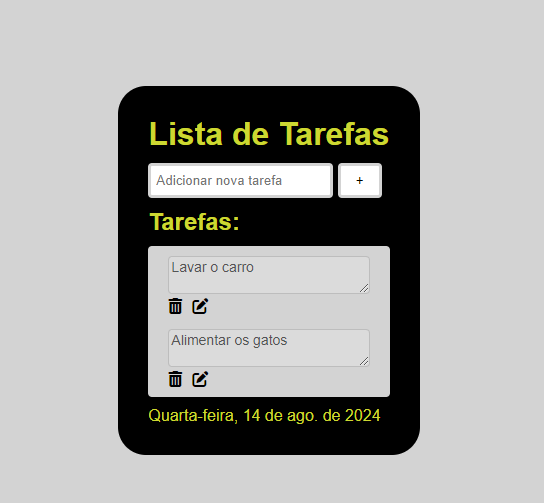 Lista de Tarefas
Adicionar nova tarefa
+
Tarefas:
Lavar o carro
Alimentar os gatos
Quarta-feira, 14 de ago. de 2024